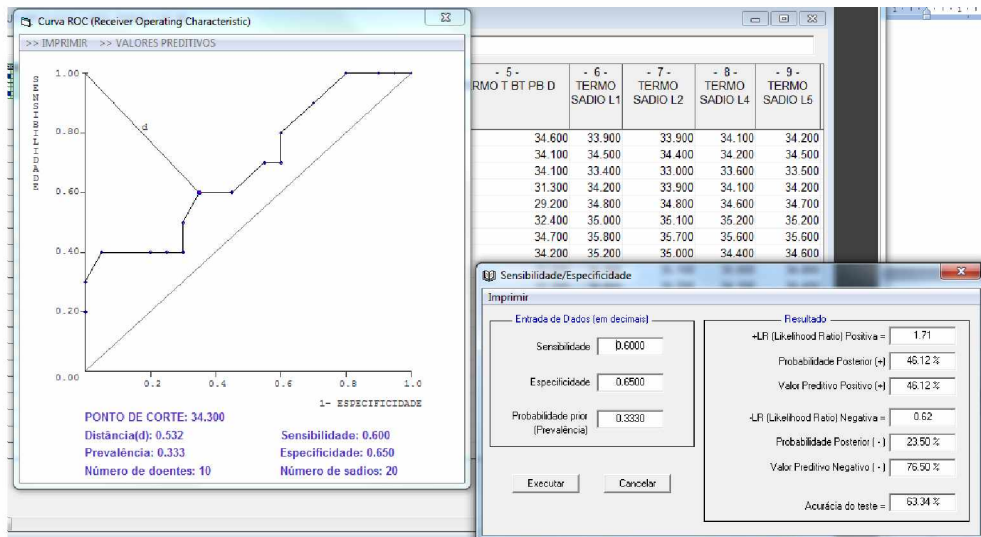 Curva ROC (Receiver Operating Characteristic)
>> IMPRIMIR >> VALORES PREDITIVOS
SENSIBILIDADE
1.00
0.80
0.60
0.40
0.20
0.00
d
0.2 0.4 0.6 0.8 1.0
1- ESPECIFICIDADE
PONTO DE CORTE: 34.300
Distância(d): 0.532 Sensibilidade: 0.600
Prevalência: 0.333 Especificidade: 0.650
Número de doentes: 10 Número de sadios: 20
- 5 - - 6 - - 7 - - 8 - - 9 -
RMO T BT PB D TERMO TERMO TERMO TERMO
SADIO L1 SADIO L2 SADIO L4 SADIO L5
34.600 33.900 33.900 34.100 34.200
34.100 34.500 34.400 34.200 34.500
34.100 33.400 33.000 33.600 33.500
31.300 34.200 33.900 34.100 34.200
29.200 34.800 34.800 34.600 34.700
32.400 35.000 35.100 35.200 35.200
34.700 35.800 35.700 35.600 35.600
34.200 35.200 35.000 34.400 34.600
Sensibilidade/Especificidade
Imprimir
Entrada de Dados (em decimais)
Sensibilidade 0.6000
Especificidade 0.6500
Probabilidade prior 0.3330
(Prevalência)
Executar Cancelar
Resultado
+LR (Likelihood Ratio) Positiva = 1.71
Probabilidade Posterior (+) 46.12 %
Valor Preditivo Positivo (+) 46.12 %
-LR (Likelihood Ratio) Negativa = 0.62
Probabilidade Posterior ( - ) 23.50 %
Valor Preditivo Negativo ( - ) 76.50 %
Acurácia do teste = 63.34 %